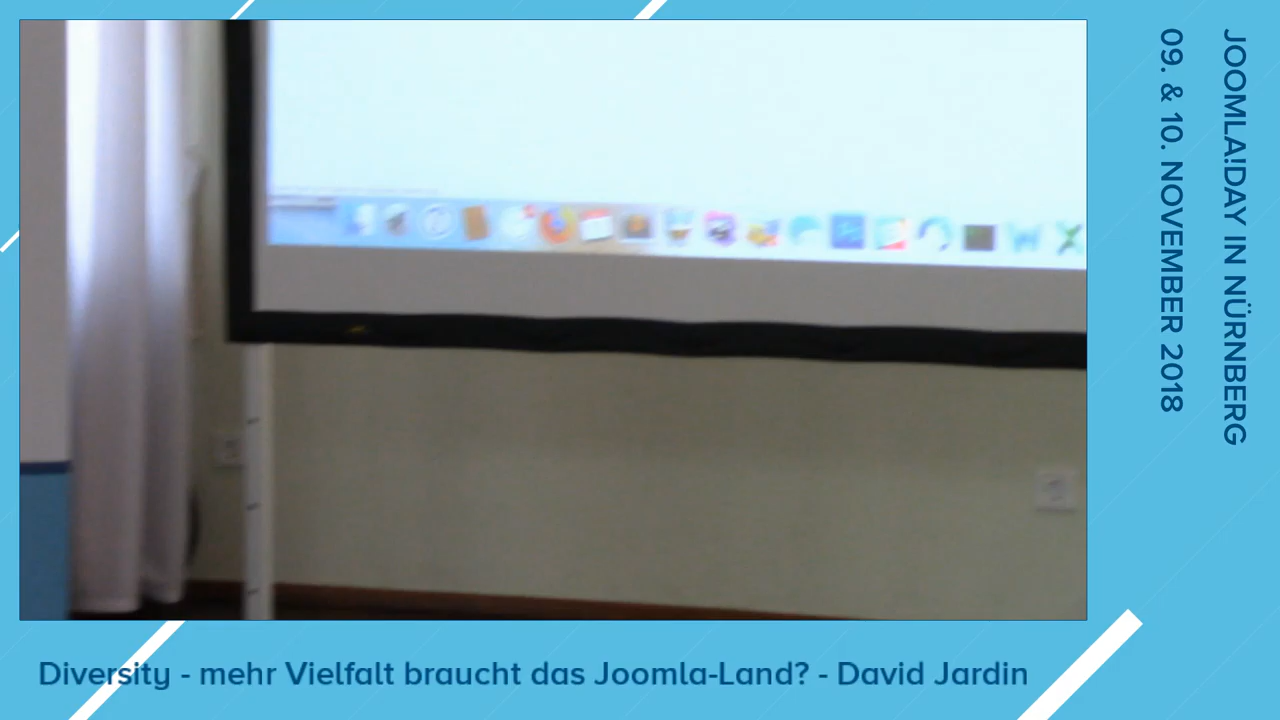 JOOMLA!DAY IN NÜRNBERG
09. & 10. NOVEMBER 2018
Diversity - mehr Vielfalt braucht das Joomla-Land? - David Jardin